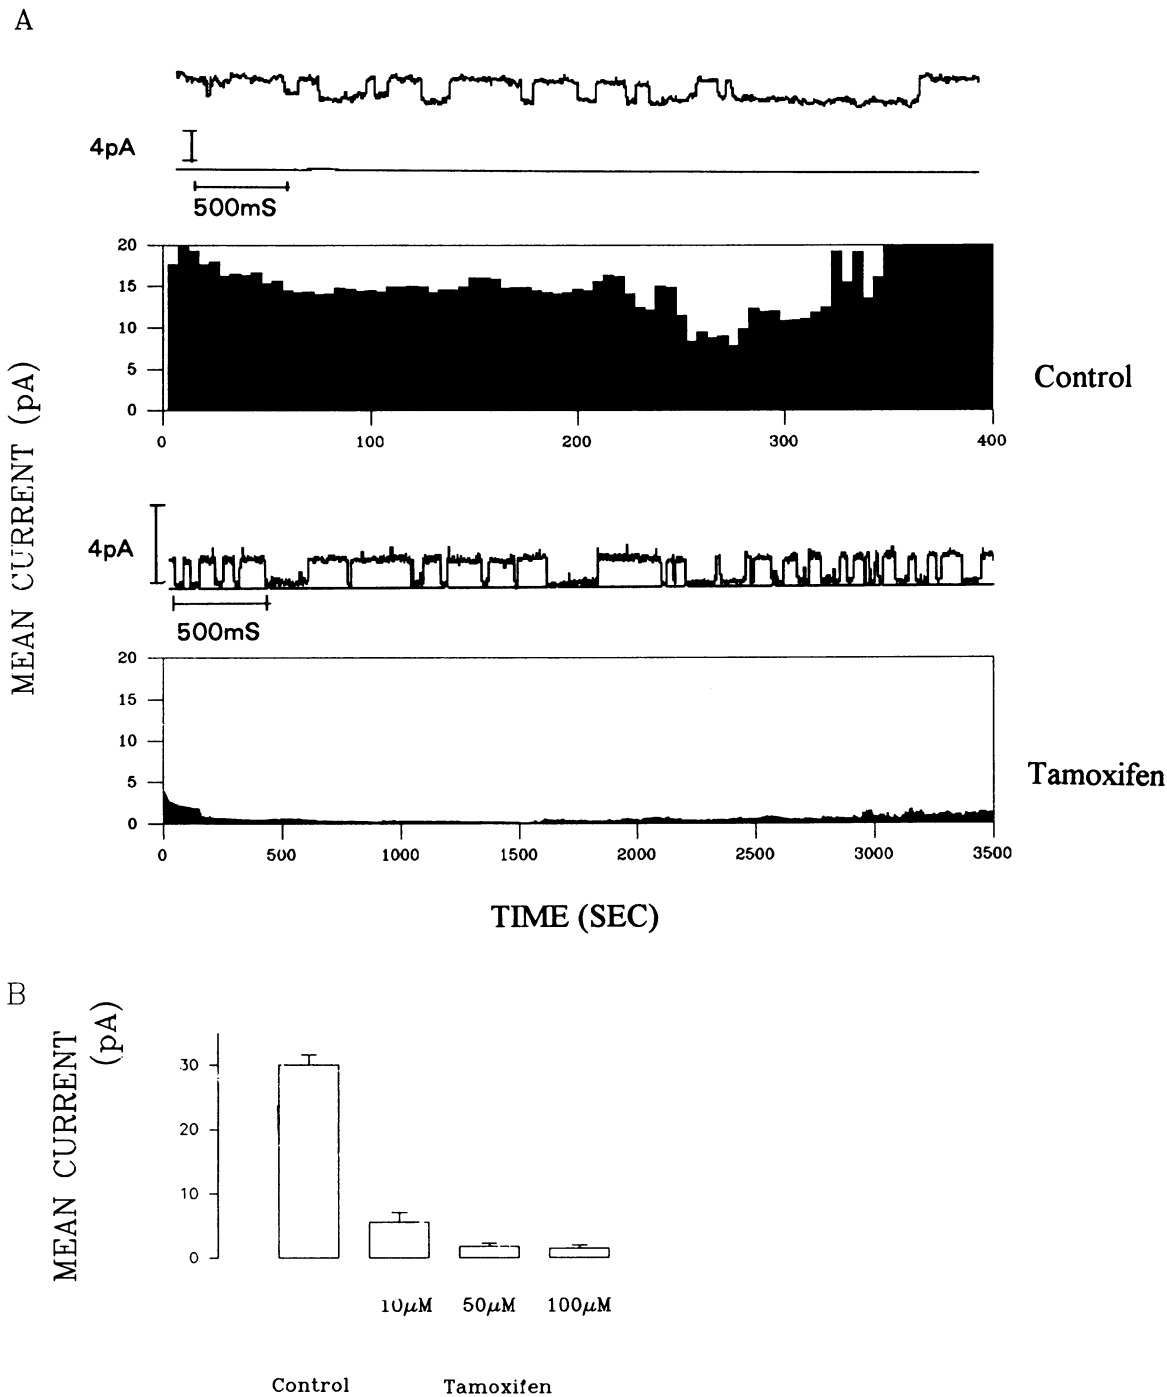 A
4pA
500mS
20
15
10
5
0
0 100 200 300 400
Control
MEAN CURRENT (pA)
4pA
500mS
20
15
10
5
0
0 500 1000 1500 2000 2500 3000 3500
Tamoxifen
TIME (SEC)
B
MEAN CURRENT
(pA)
30
20
10
0
10μM 50μM 100μM
Control Tamoxifen